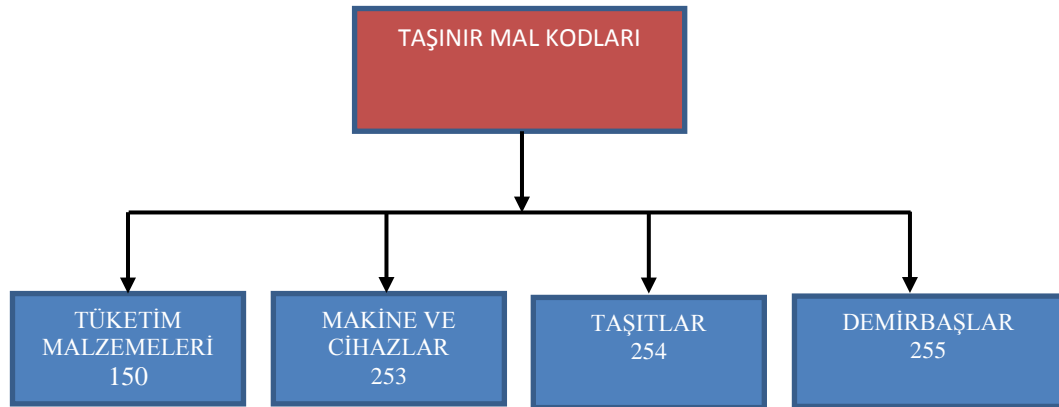 TAŞINIR MAL KODLARI
TÜKETİM
MALZEMELERİ
150
MAKİNE VE
CİHAZLAR
253
TAŞITLAR
254
DEMİRBAŞLAR
255